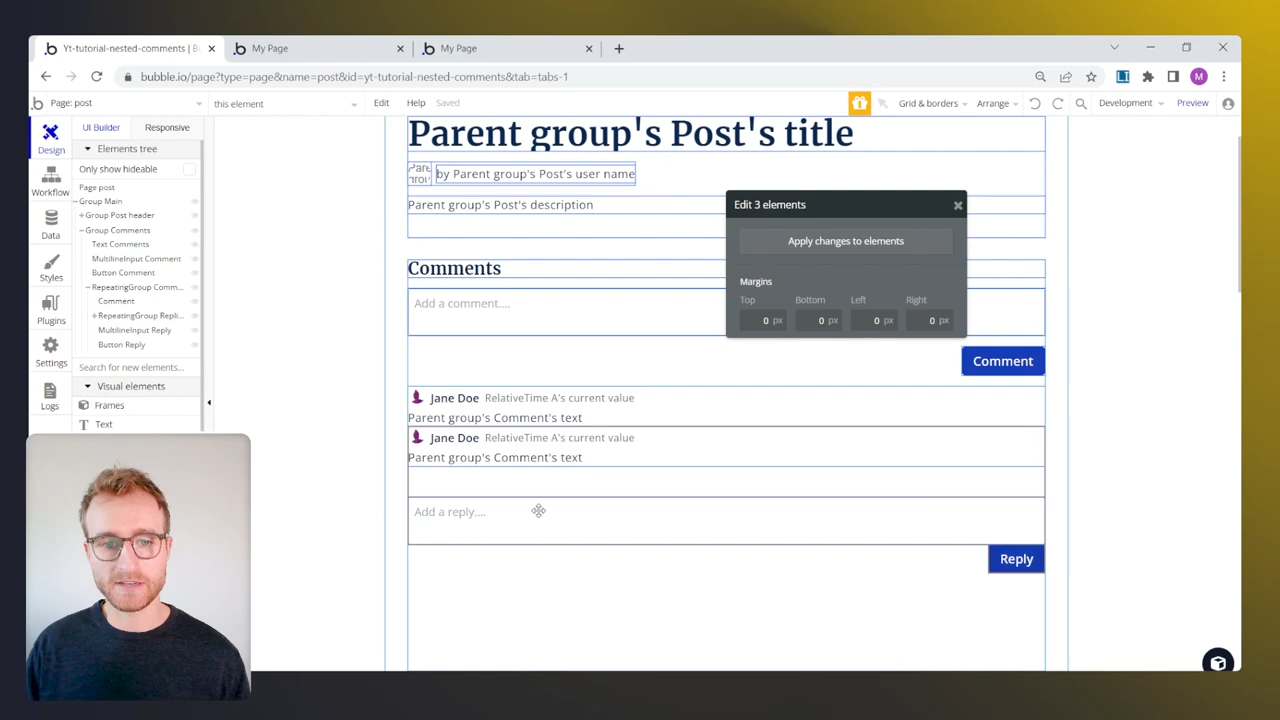 Yt-tutorial-nested-comments | Bu
My Page
My Page
bubble.io/page?type=page&name=post&id=yt-tutorial-nested-comments&tab=tabs-1
M
Page: post
this element
Edit
Help
Saved
Grid & borders
Arrange
Development
Preview
Design
Workflow
Data
Styles
Plugins
Settings
Logs
UI Builder
Responsive
Elements tree
Only show hideable
Page post
Group Main
Group Post header
Group Comments
Text Comments
MultilineInput Comment
Button Comment
RepeatingGroup Comm...
Comment
RepeatingGroup Repli...
MultilineInput Reply
Button Reply
Search for new elements...
Visual elements
Frames
Text
Parent group's Post's title
by Parent group's Post's user name
Parent group's Post's description
Comments
Add a comment....
Comment
Jane Doe RelativeTime A's current value
Parent group's Comment's text
Jane Doe RelativeTime A's current value
Parent group's Comment's text
Add a reply....
Reply
Edit 3 elements
Apply changes to elements
Margins
Top Bottom Left Right
0 px 0 px 0 px 0 px